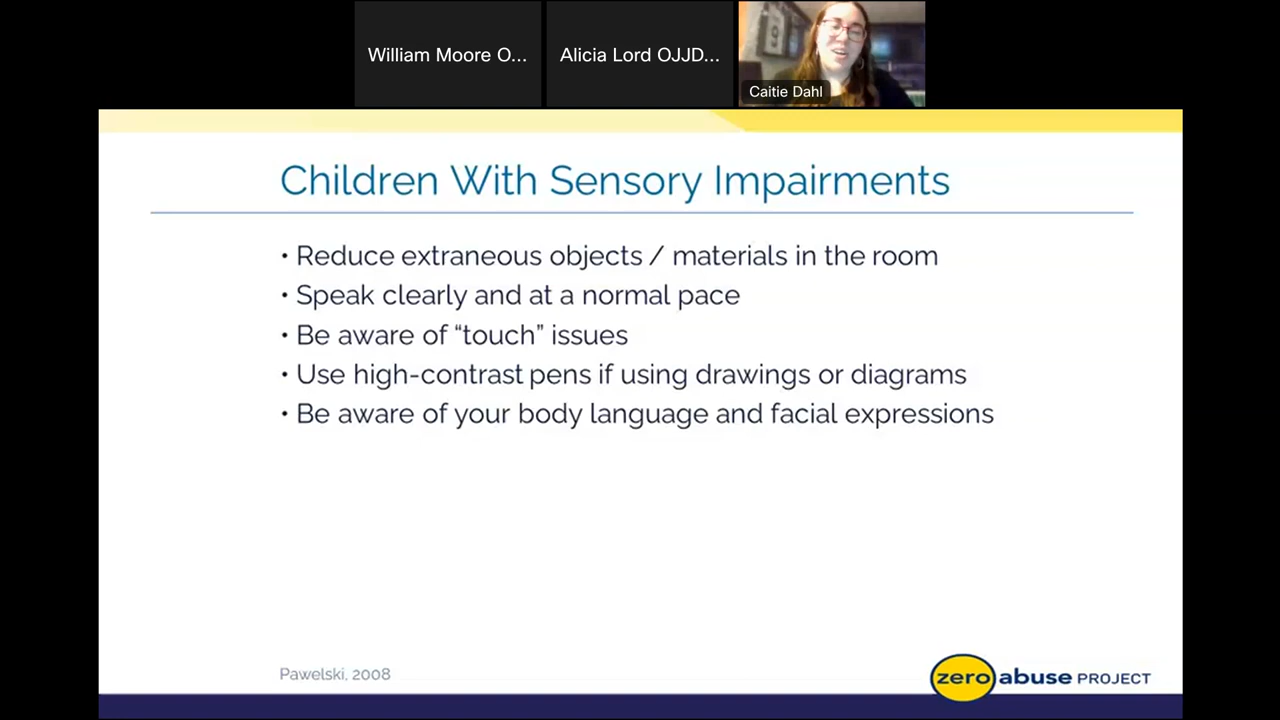 William Moore O...
Alicia Lord OJJD...
Caitie Dahl
Children With Sensory Impairments
• Reduce extraneous objects / materials in the room
• Speak clearly and at a normal pace
• Be aware of “touch” issues
• Use high-contrast pens if using drawings or diagrams
• Be aware of your body language and facial expressions
Pawelski, 2008
zero abuse PROJECT